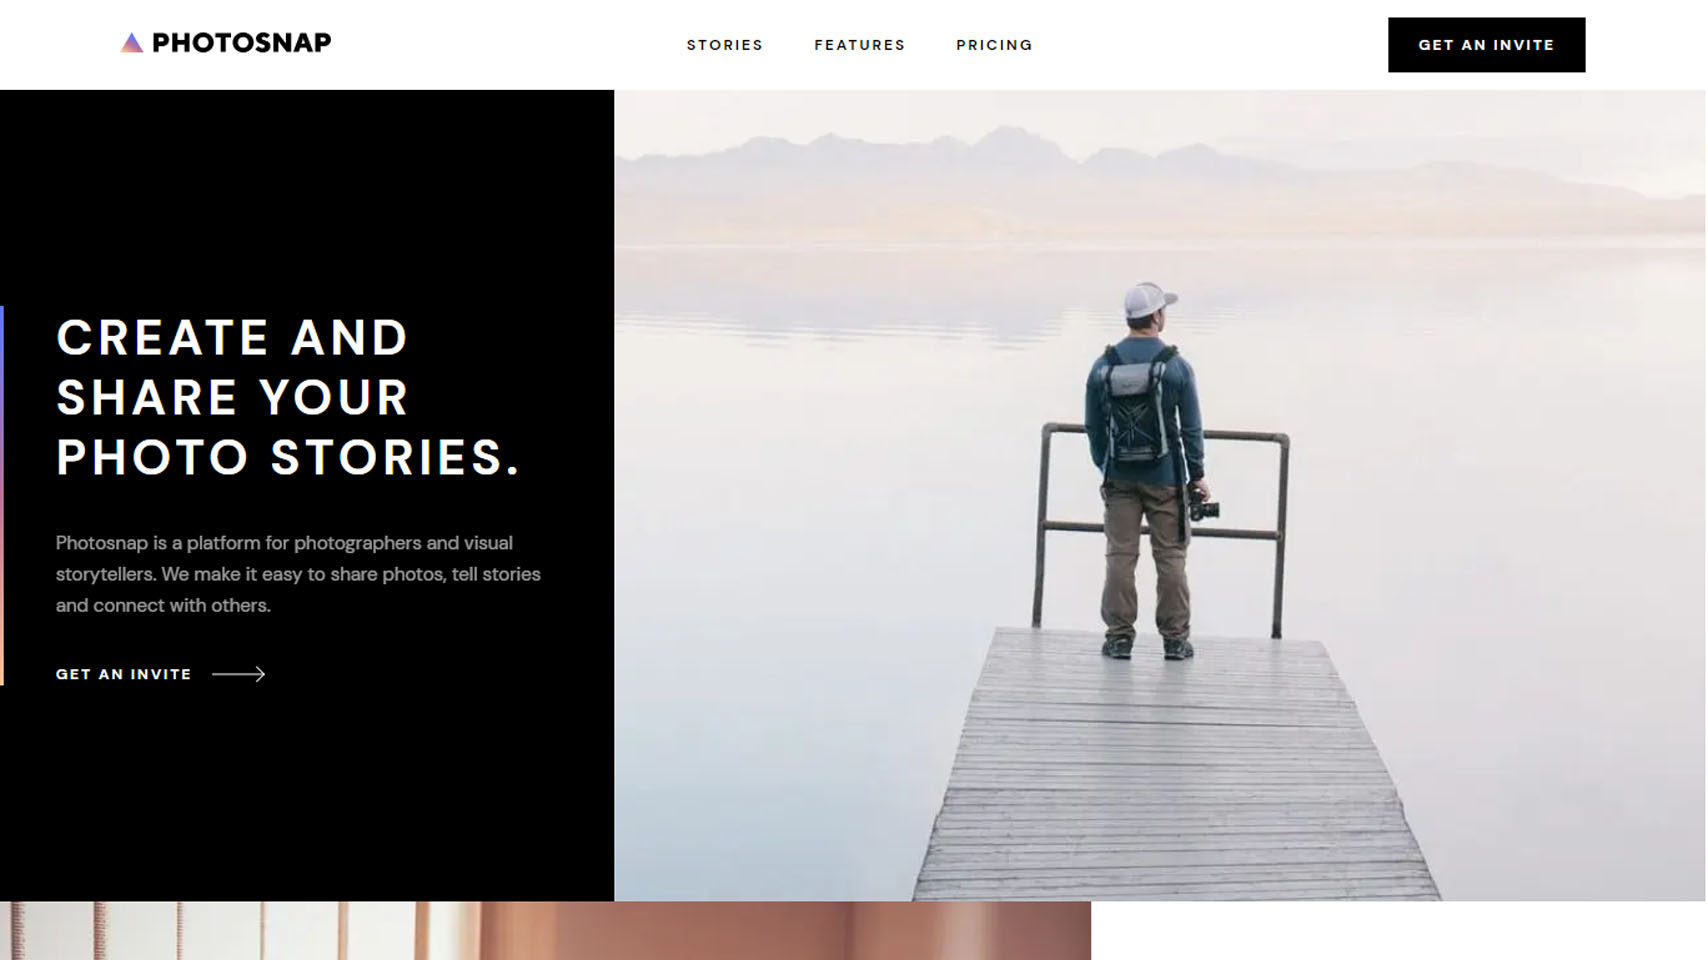 PHOTOSNAP
STORIES
FEATURES
PRICING
GET AN INVITE
CREATE AND
SHARE YOUR
PHOTO STORIES.
Photosnap is a platform for photographers and visual
storytellers. We make it easy to share photos, tell stories
and connect with others.
GET AN INVITE